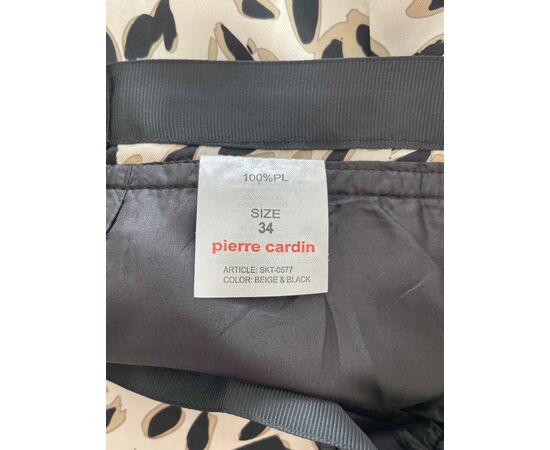 100%PL
SIZE
34
pierre cardin
ARTICLE: SKT-0577
COLOR: BEIGE & BLACK